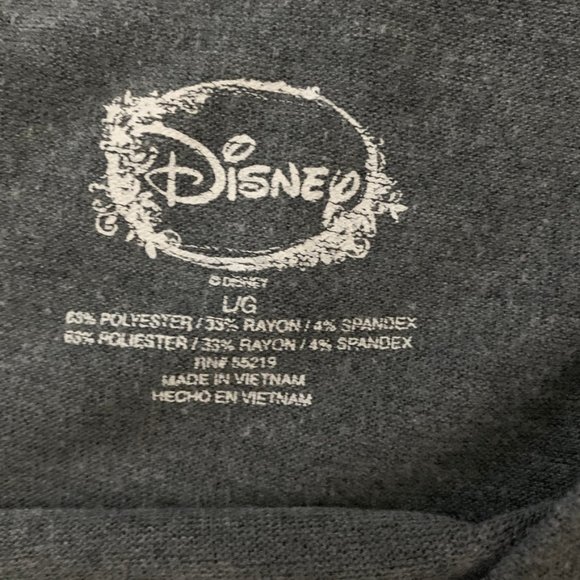 Disney
© DISNEY
L/G
63% POLYESTER / 33% RAYON / 4% SPANDEX
63% POLIESTER / 33% RAYON / 4% SPANDEX
RN# 55219
MADE IN VIETNAM
HECHO EN VIETNAM